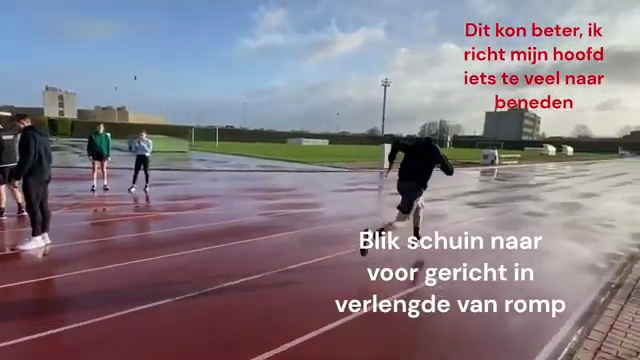 Dit kon beter, ik
richt mijn hoofd
iets te veel naar
beneden
Blik schuin naar
voor gericht in
verlengde van romp